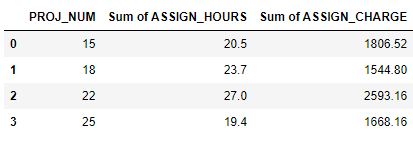 PROJ_NUM Sum of ASSIGN_HOURS Sum of ASSIGN_CHARGE
0 15 20.5 1806.52
1 18 23.7 1544.80
2 22 27.0 2593.16
3 25 19.4 1668.16